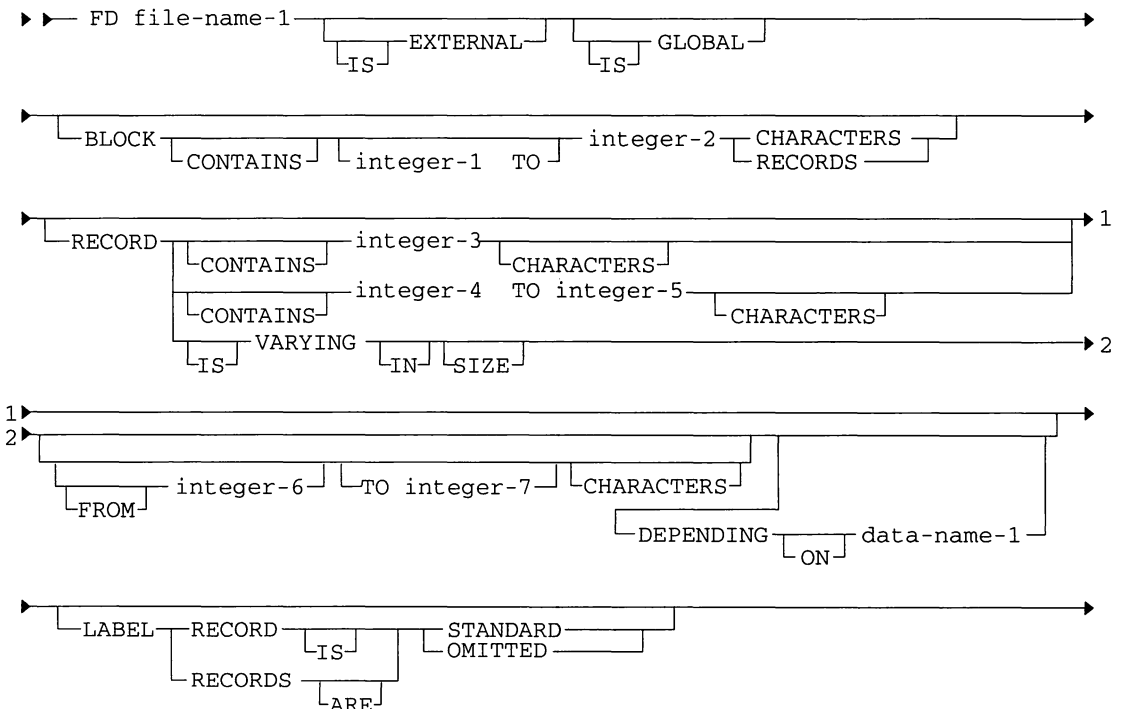 FD file-name-1
EXTERNAL GLOBAL
IS IS
BLOCK integer-2 CHARACTERS
CONTAINS integer-1 TO RECORDS
1
RECORD integer-3
CONTAINS CHARACTERS
integer-4 TO integer-5
CONTAINS CHARACTERS
VARYING 2
IS IN SIZE
1
2
integer-6 TO integer-7 CHARACTERS
FROM
DEPENDING data-name-1
ON
LABEL RECORD STANDARD
IS OMITTED
RECORDS
ARE